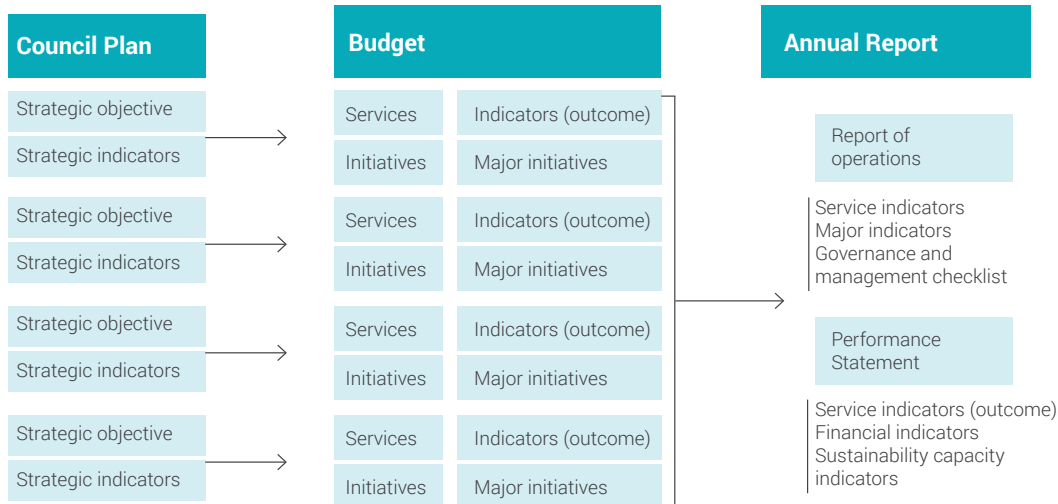 Council Plan
Strategic objective
Strategic indicators
Strategic objective
Strategic indicators
Strategic objective
Strategic indicators
Strategic objective
Strategic indicators
Budget
Services
Indicators (outcome)
Initiatives
Major initiatives
Services
Indicators (outcome)
Initiatives
Major initiatives
Services
Indicators (outcome)
Initiatives
Major initiatives
Services
Indicators (outcome)
Initiatives
Major initiatives
Annual Report
Report of
operations
Service indicators
Major indicators
Governance and
management checklist
Performance
Statement
Service indicators (outcome)
Financial indicators
Sustainability capacity
indicators